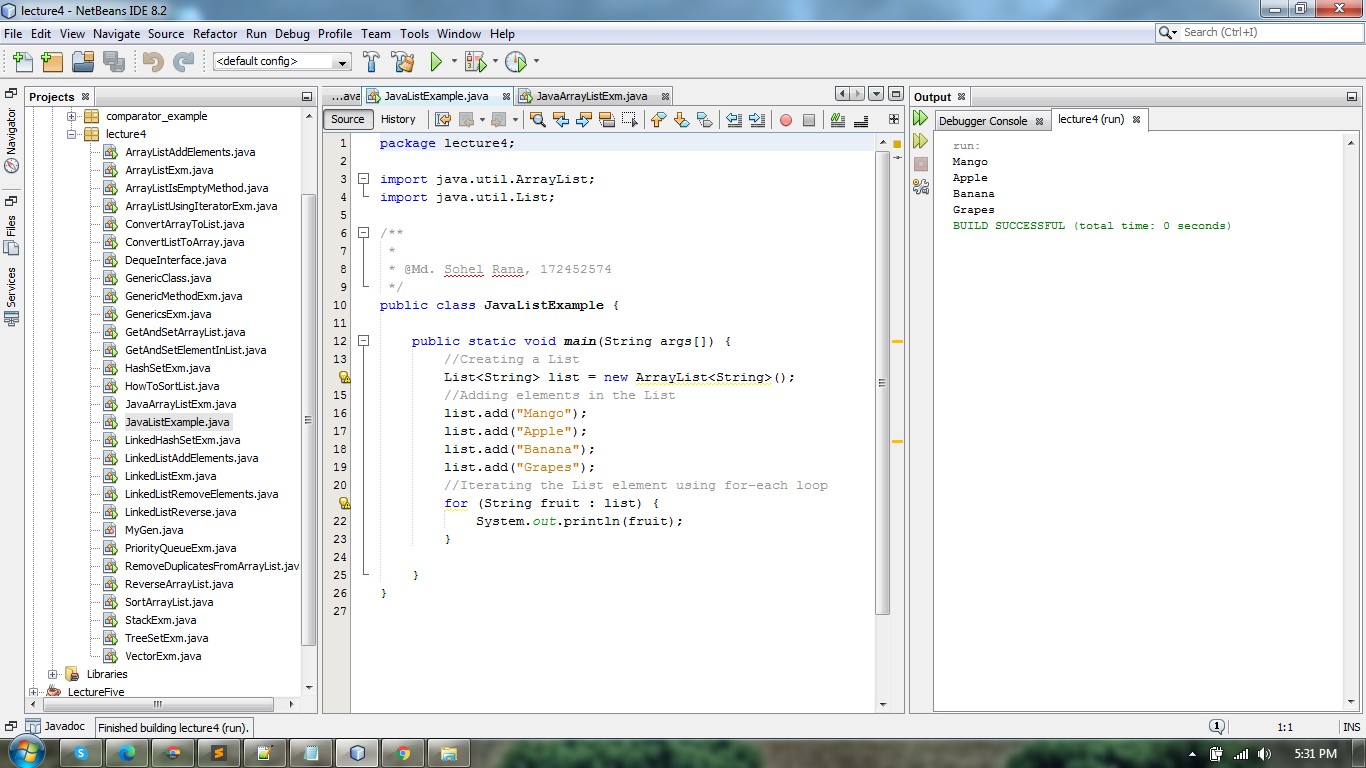 lecture4 - NetBeans IDE 8.2
File Edit View Navigate Source Refactor Run Debug Profile Team Tools Window Help
Search (Ctrl+I)
<default config>
Navigator
Files
Services
Projects
comparator_example
lecture4
ArrayListAddElements.java
ArrayListExm.java
ArrayListIsEmptyMethod.java
ArrayListUsingIteratorExm.java
ConvertArrayToList.java
ConvertListToArray.java
DequeInterface.java
GenericClass.java
GenericMethodExm.java
GenericsExm.java
GetAndSetArrayList.java
GetAndSetElementInList.java
HashSetExm.java
HowToSortList.java
JavaArrayListExm.java
JavaListExample.java
LinkedHashSetExm.java
LinkedListAddElements.java
LinkedListExm.java
LinkedListRemoveElements.java
LinkedListReverse.java
MyGen.java
PriorityQueueExm.java
RemoveDuplicatesFromArrayList.java
ReverseArrayList.java
SortArrayList.java
StackExm.java
TreeSetExm.java
VectorExm.java
Libraries
LectureFive
...ava JavaListExample.java JavaArrayListExm.java
Source History
1 package lecture4;
2
3 import java.util.ArrayList;
4 import java.util.List;
5
6 /**
7 *
8 * @Md. Sohel Rana, 172452574
9 */
10 public class JavaListExample {
11
12 public static void main(String args[]) {
13 //Creating a List
List<String> list = new ArrayList<String>();
15 //Adding elements in the List
16 list.add("Mango");
17 list.add("Apple");
18 list.add("Banana");
19 list.add("Grapes");
20 //Iterating the List element using for-each loop
for (String fruit : list) {
22 System.out.println(fruit);
23 }
24
25 }
26 }
27
Output
Debugger Console lecture4 (run)
run:
Mango
Apple
Banana
Grapes
BUILD SUCCESSFUL (total time: 0 seconds)
Javadoc Finished building lecture4 (run). 1 1:1 INS
5:31 PM